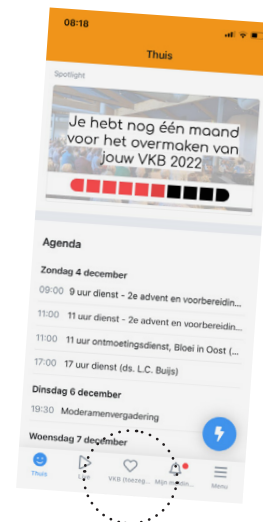 08:18
Thuis
Spotlight
Je hebt nog één maand
voor het overmaken van
jouw VKB 2022
Agenda
Zondag 4 december
09:00 9 uur dienst - 2e advent en voorbereidin...
11:00 11 uur dienst - 2e advent en voorbereidin...
11:00 11 uur ontmoetingsdienst, Bloei in Oost (...
17:00 17 uur dienst (ds. L.C. Buijs)
Dinsdag 6 december
19:30 Moderamenvergadering
Woensdag 7 december
Thuis
Live
VKB (toezeg...
Mijn
Menu